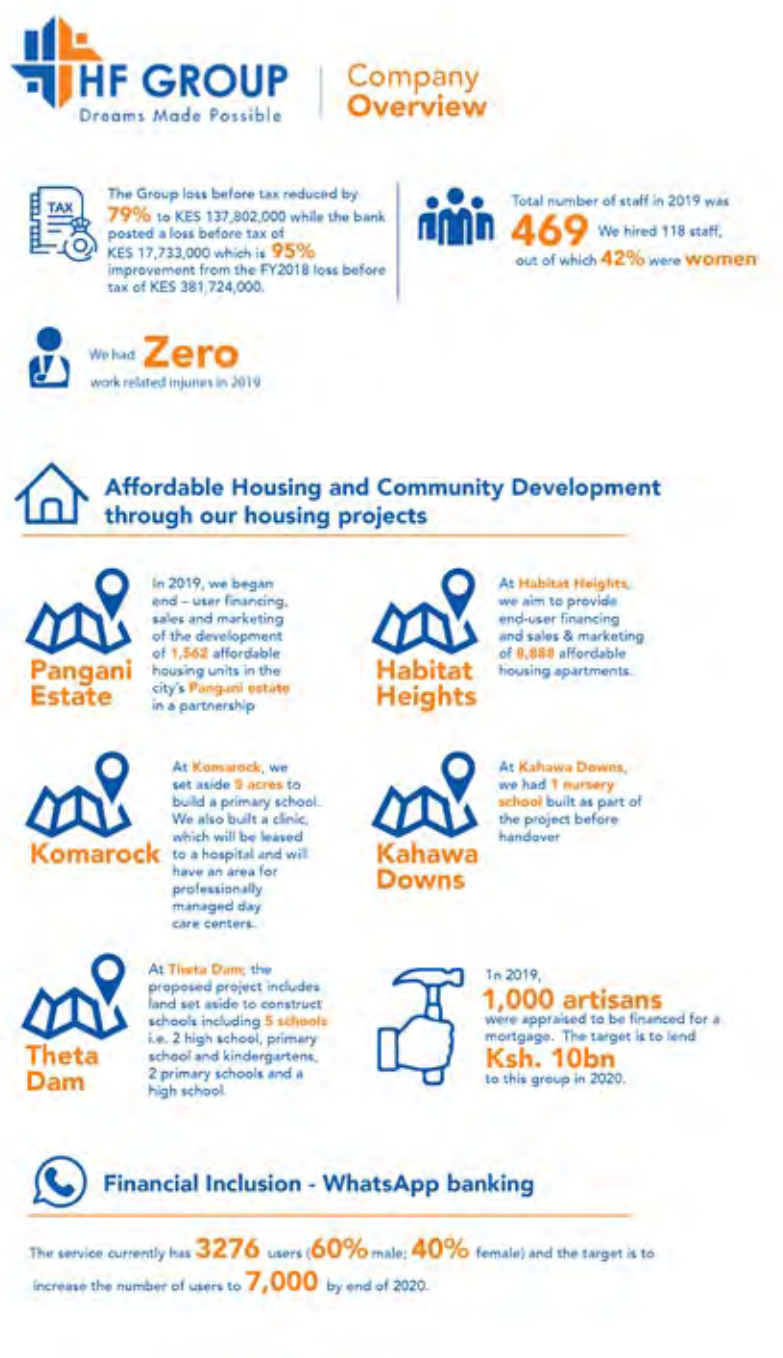 HF GROUP
Dreams Made Possible
Company
Overview
TAX
The Group loss before tax reduced by
79% to KES 137,802,000 while the bank
posted a loss before tax of
KES 17,733,000 which is 95%
improvement from the FY2018 loss before
tax of KES 381,724,000.
Total number of staff in 2019 was
469 We hired 118 staff,
out of which 42% were women
We had Zero
work related injuries in 2019
Affordable Housing and Community Development
through our housing projects
Pangani
Estate
In 2019, we began
end – user financing,
sales and marketing
of the development
of 1,562 affordable
housing units in the
city's Pangani estate
in a partnership
Habitat
Heights
At Habitat Heights,
we aim to provide
end-user financing
and sales & marketing
of 8,888 affordable
housing apartments.
Komarock
At Komarock, we
set aside 3 acres to
build a primary school.
We also built a clinic,
which will be leased
to a hospital and will
have an area for
professionally
managed day
care centers.
Kahawa
Downs
At Kahawa Downs,
we had 1 nursery
school built as part of
the project before
handover
Theta
Dam
At Theta Dam, the
proposed project includes
land set aside to construct
schools including 5 schools
i.e. 2 high school, primary
school and kindergartens,
2 primary schools and a
high school.
In 2019,
1,000 artisans
were appraised to be financed for a
mortgage. The target is to lend
Ksh. 10bn
to this group in 2020.
Financial Inclusion - WhatsApp banking
The service currently has 3276 users (60% male; 40% female) and the target is to
increase the number of users to 7,000 by end of 2020.